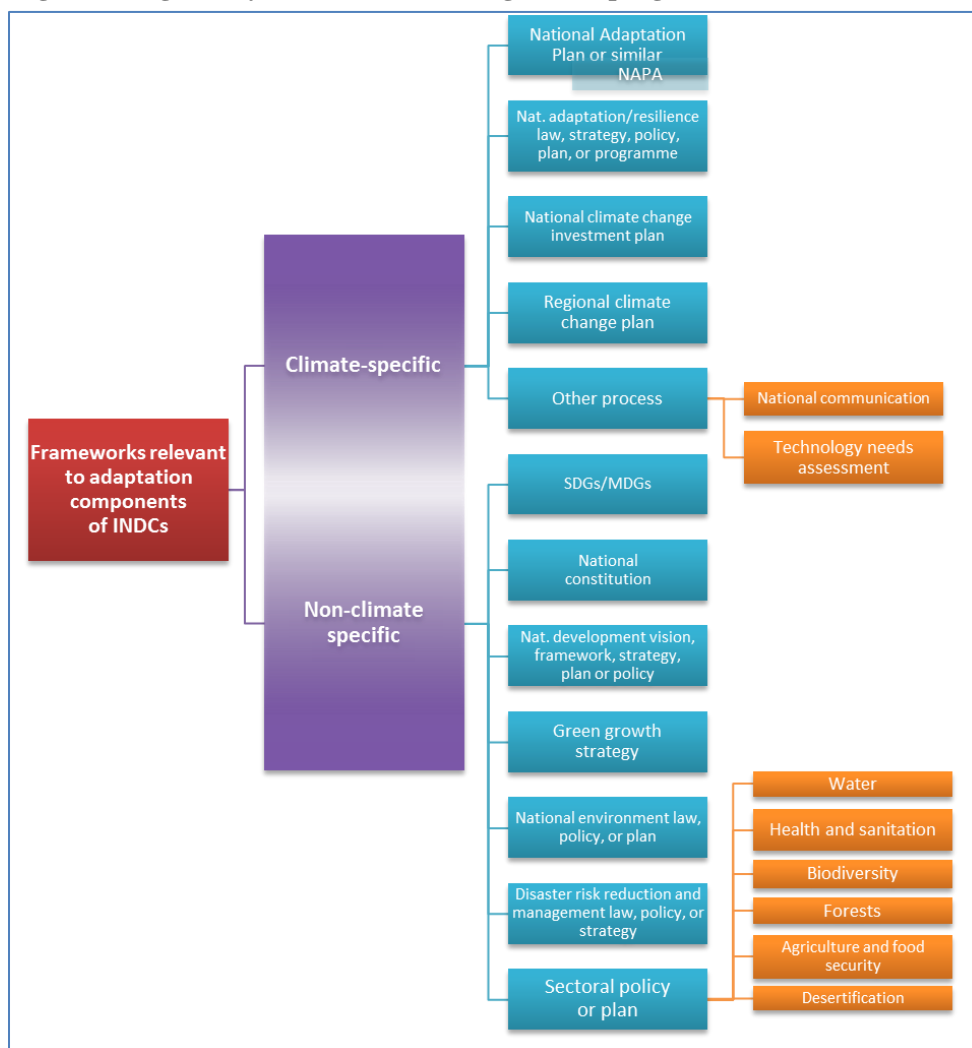 National Adaptation
Plan or similar
NAPA
Nat. adaptation/resilience
law, strategy, policy,
plan, or programme
National climate change
investment plan
Regional climate
change plan
Climate-specific
Other process
National communication
Technology needs
assessment
Frameworks relevant
to adaptation
components
of INDCs
SDGs/MDGs
National
constitution
Non-climate
specific
Nat. development vision,
framework, strategy,
plan or policy
Green growth
strategy
National environment law,
policy, or plan
Disaster risk reduction and
management law, policy, or
strategy
Sectoral policy
or plan
Water
Health and sanitation
Biodiversity
Forests
Agriculture and food
security
Desertification